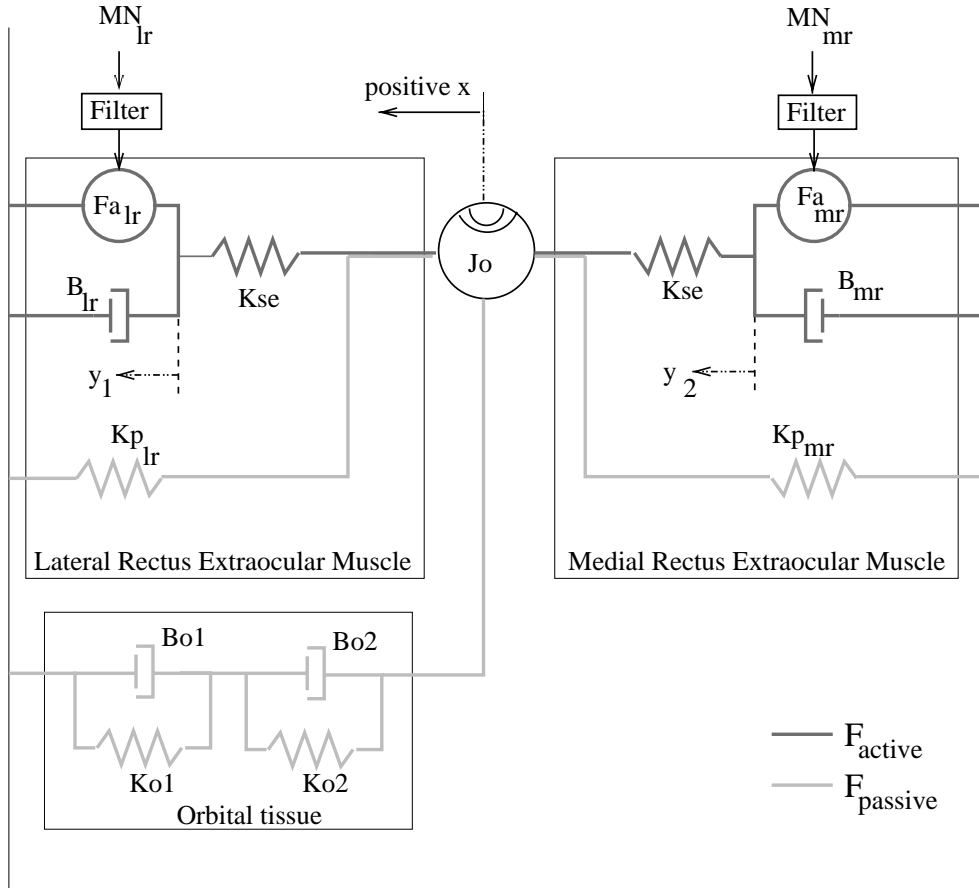 MN lr
MN mr
positive x
Filter
Filter
Fa lr
Fa mr
Jo
B lr
Kse
Kse
B mr
y 1
y 2
Kp lr
Kp mr
Lateral Rectus Extraocular Muscle
Medial Rectus Extraocular Muscle
Bo1
Bo2
Ko1
Ko2
Orbital tissue
F active
F passive